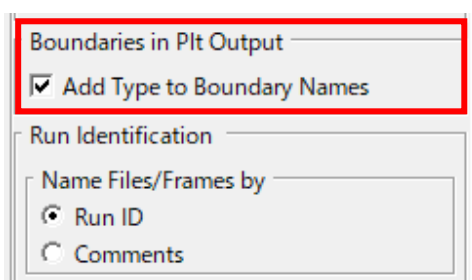 Boundaries in Plt Output
Add Type to Boundary Names
Run Identification
Name Files/Frames by
Run ID
Comments